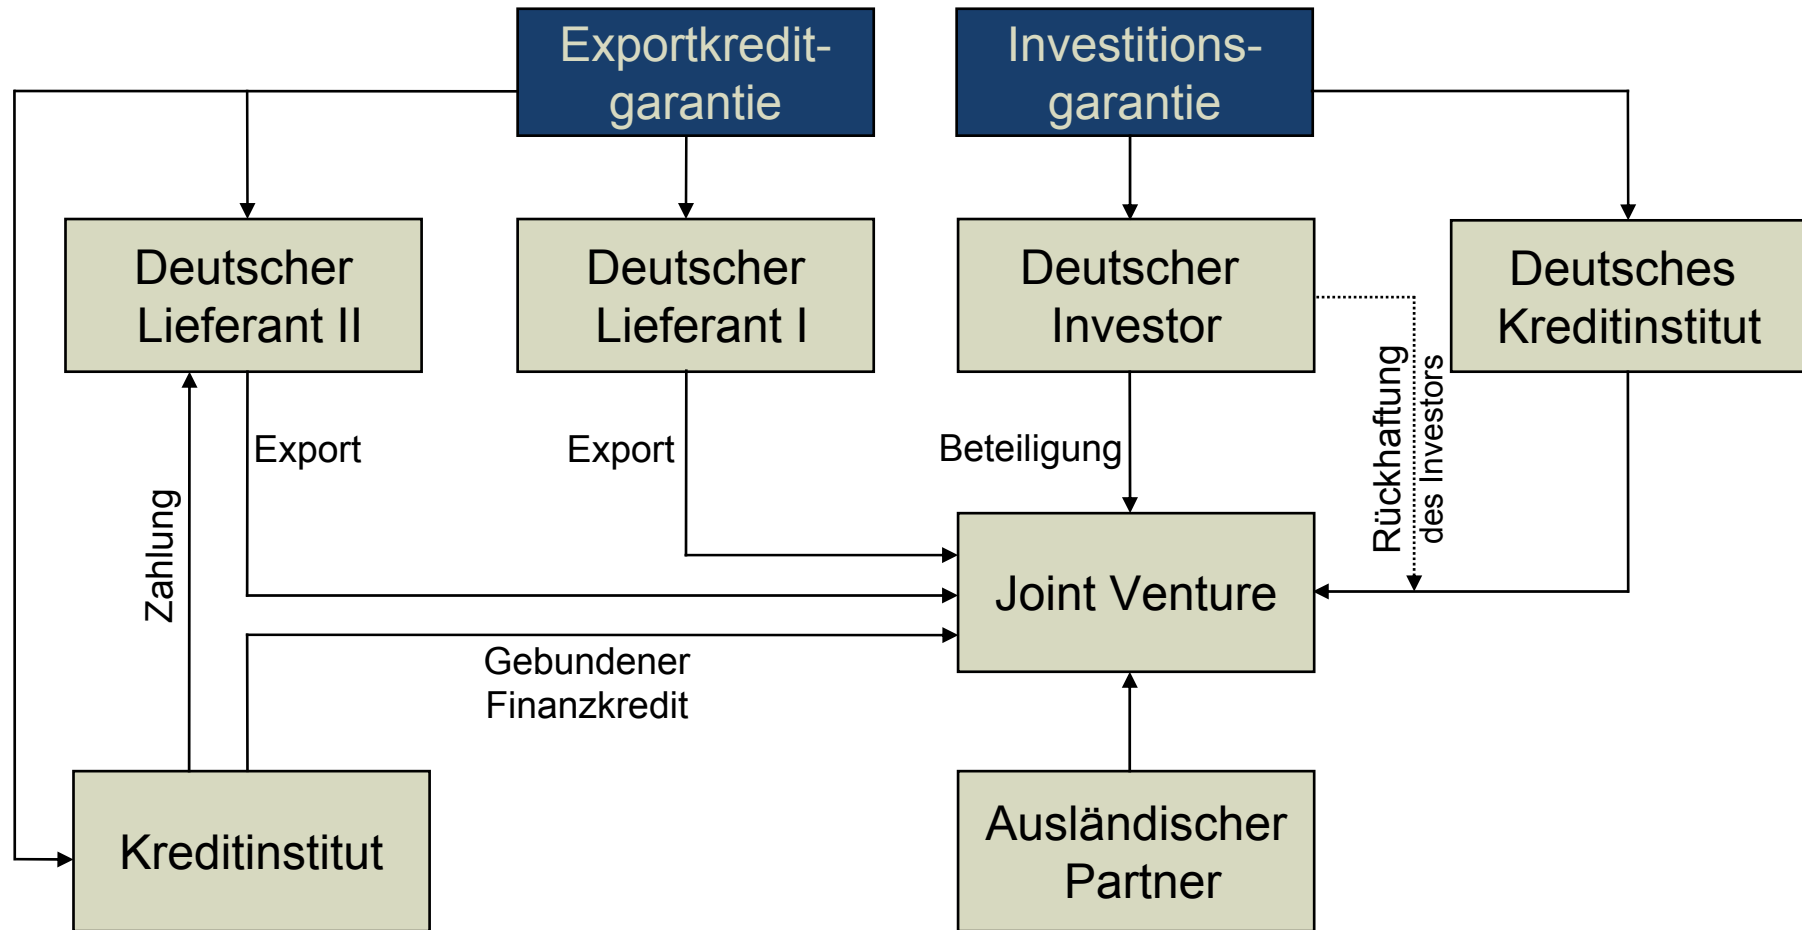 Exportkredit-
garantie
Investitions-
garantie
Deutscher
Lieferant II
Deutscher
Lieferant I
Deutscher
Investor
Deutsches
Kreditinstitut
Export
Export
Beteiligung
Rückhaftung
des Investors
Zahlung
Joint Venture
Gebundener
Finanzkredit
Kreditinstitut
Ausländischer
Partner